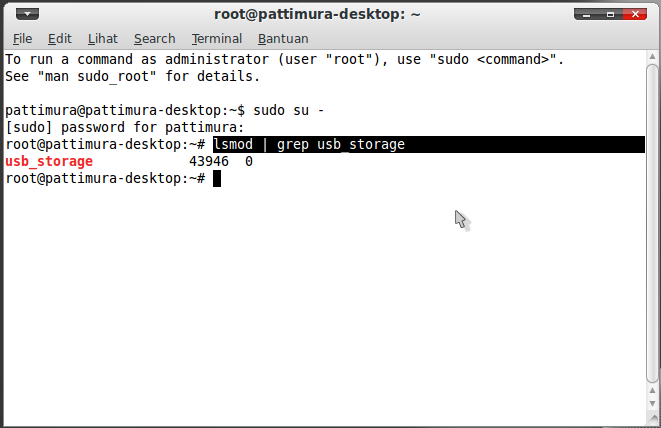 root@pattimura-desktop: ~
File Edit Lihat Search Terminal Bantuan
To run a command as administrator (user "root"), use "sudo <command>".
See "man sudo_root" for details.
pattimura@pattimura-desktop:~$ sudo su -
[sudo] password for pattimura:
root@pattimura-desktop:~# lsmod | grep usb_storage
usb_storage            43946  0
root@pattimura-desktop:~#